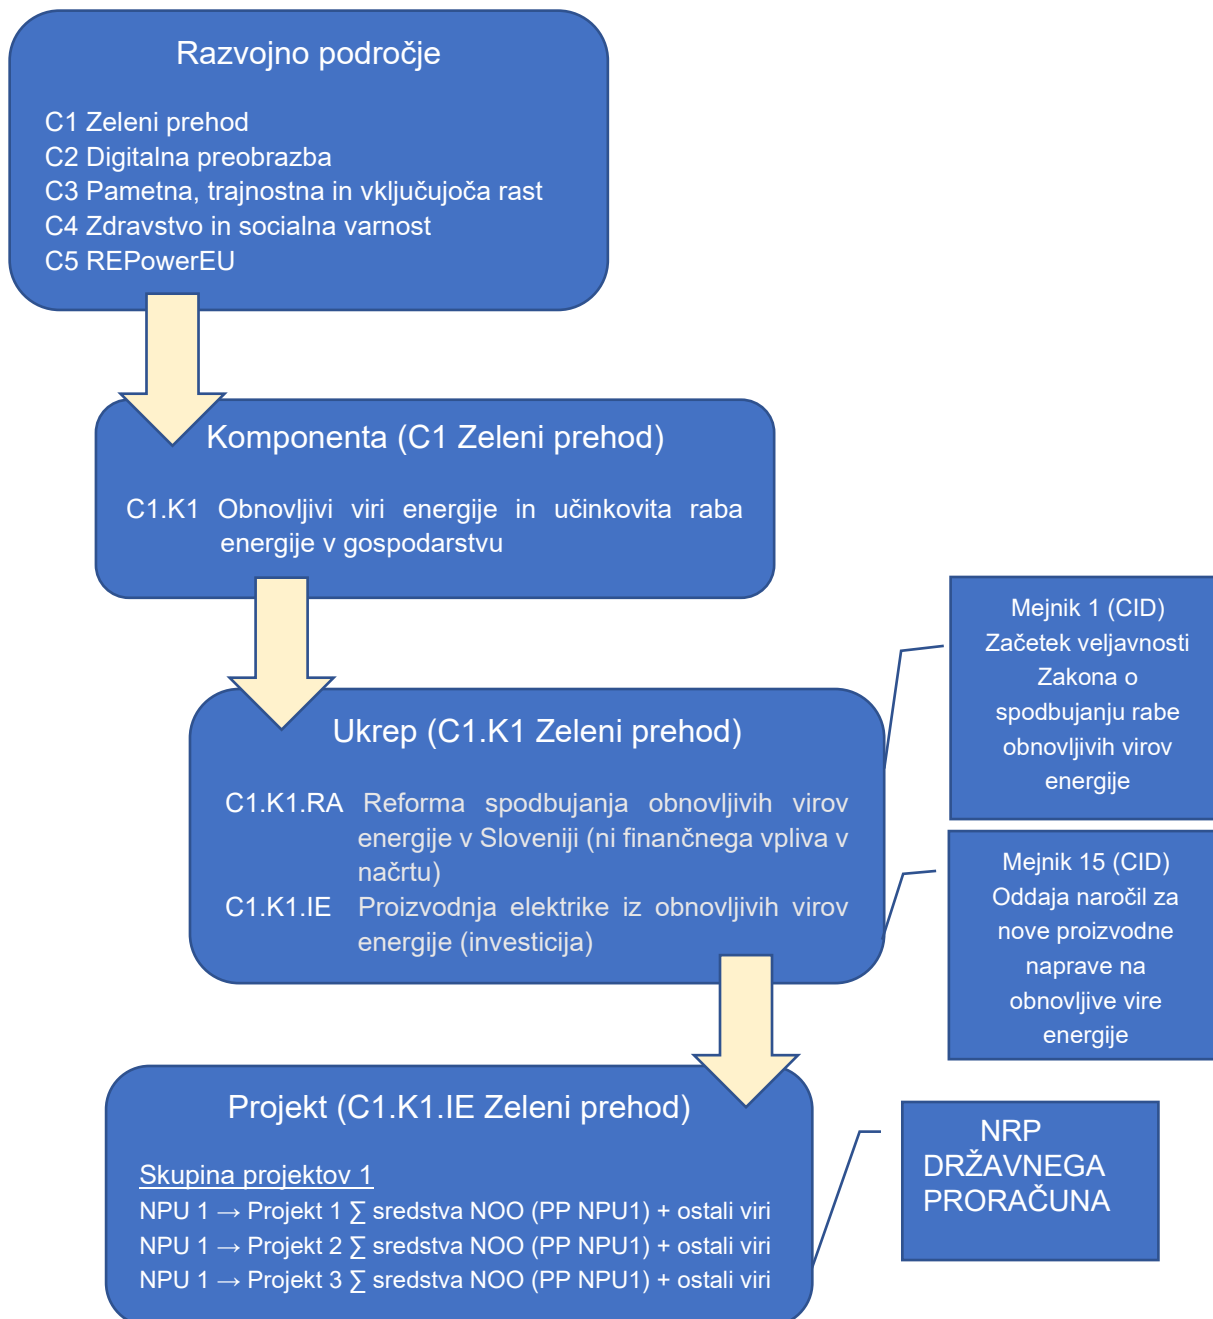 Razvojno področje
C1 Zeleni prehod
C2 Digitalna preobrazba
C3 Pametna, trajnostna in vključujoča rast
C4 Zdravstvo in socialna varnost
C5 REPowerEU
Komponenta (C1 Zeleni prehod)
C1.K1 Obnovljivi viri energije in učinkovita raba
energije v gospodarstvu
Ukrep (C1.K1 Zeleni prehod)
C1.K1.RA Reforma spodbujanja obnovljivih virov
energije v Sloveniji (ni finančnega vpliva v
načrtu)
C1.K1.IE Proizvodnja elektrike iz obnovljivih virov
energije (investicija)
Mejnik 1 (CID)
Začetek veljavnosti
Zakona o
spodbujanju rabe
obnovljivih virov
energije
Mejnik 15 (CID)
Oddaja naročil za
nove proizvodne
naprave na
obnovljive vire
energije
Projekt (C1.K1.IE Zeleni prehod)
Skupina projektov 1
NPU 1 → Projekt 1 ∑ sredstva NOO (PP NPU1) + ostali viri
NPU 1 → Projekt 2 ∑ sredstva NOO (PP NPU1) + ostali viri
NPU 1 → Projekt 3 ∑ sredstva NOO (PP NPU1) + ostali viri
NRP
DRŽAVNEGA
PRORAČUNA